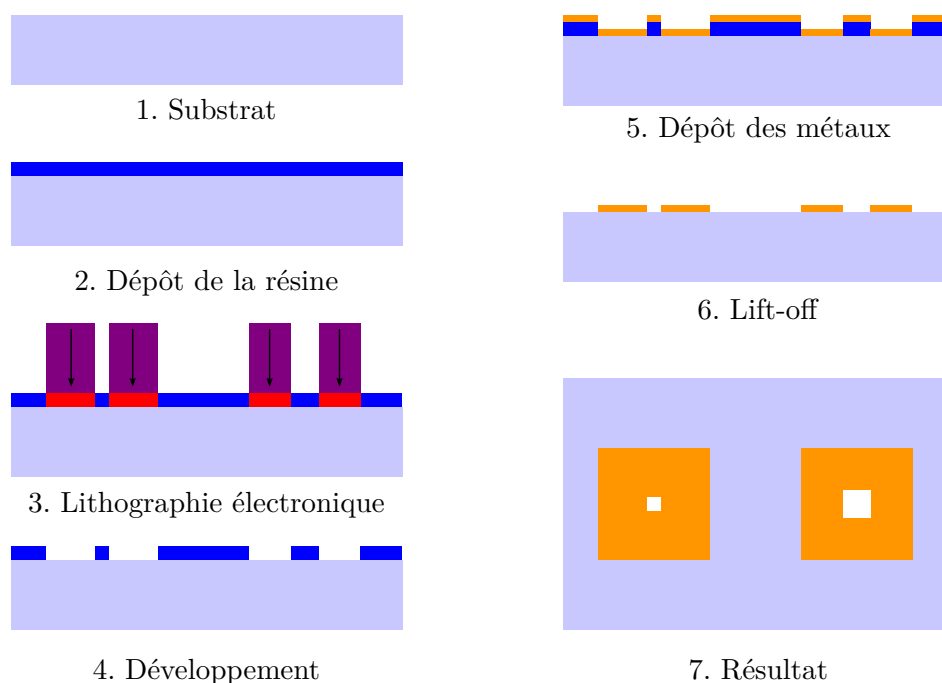 1. Substrat
2. Dépôt de la résine
3. Lithographie électronique
4. Développement
5. Dépôt des métaux
6. Lift-off
7. Résultat